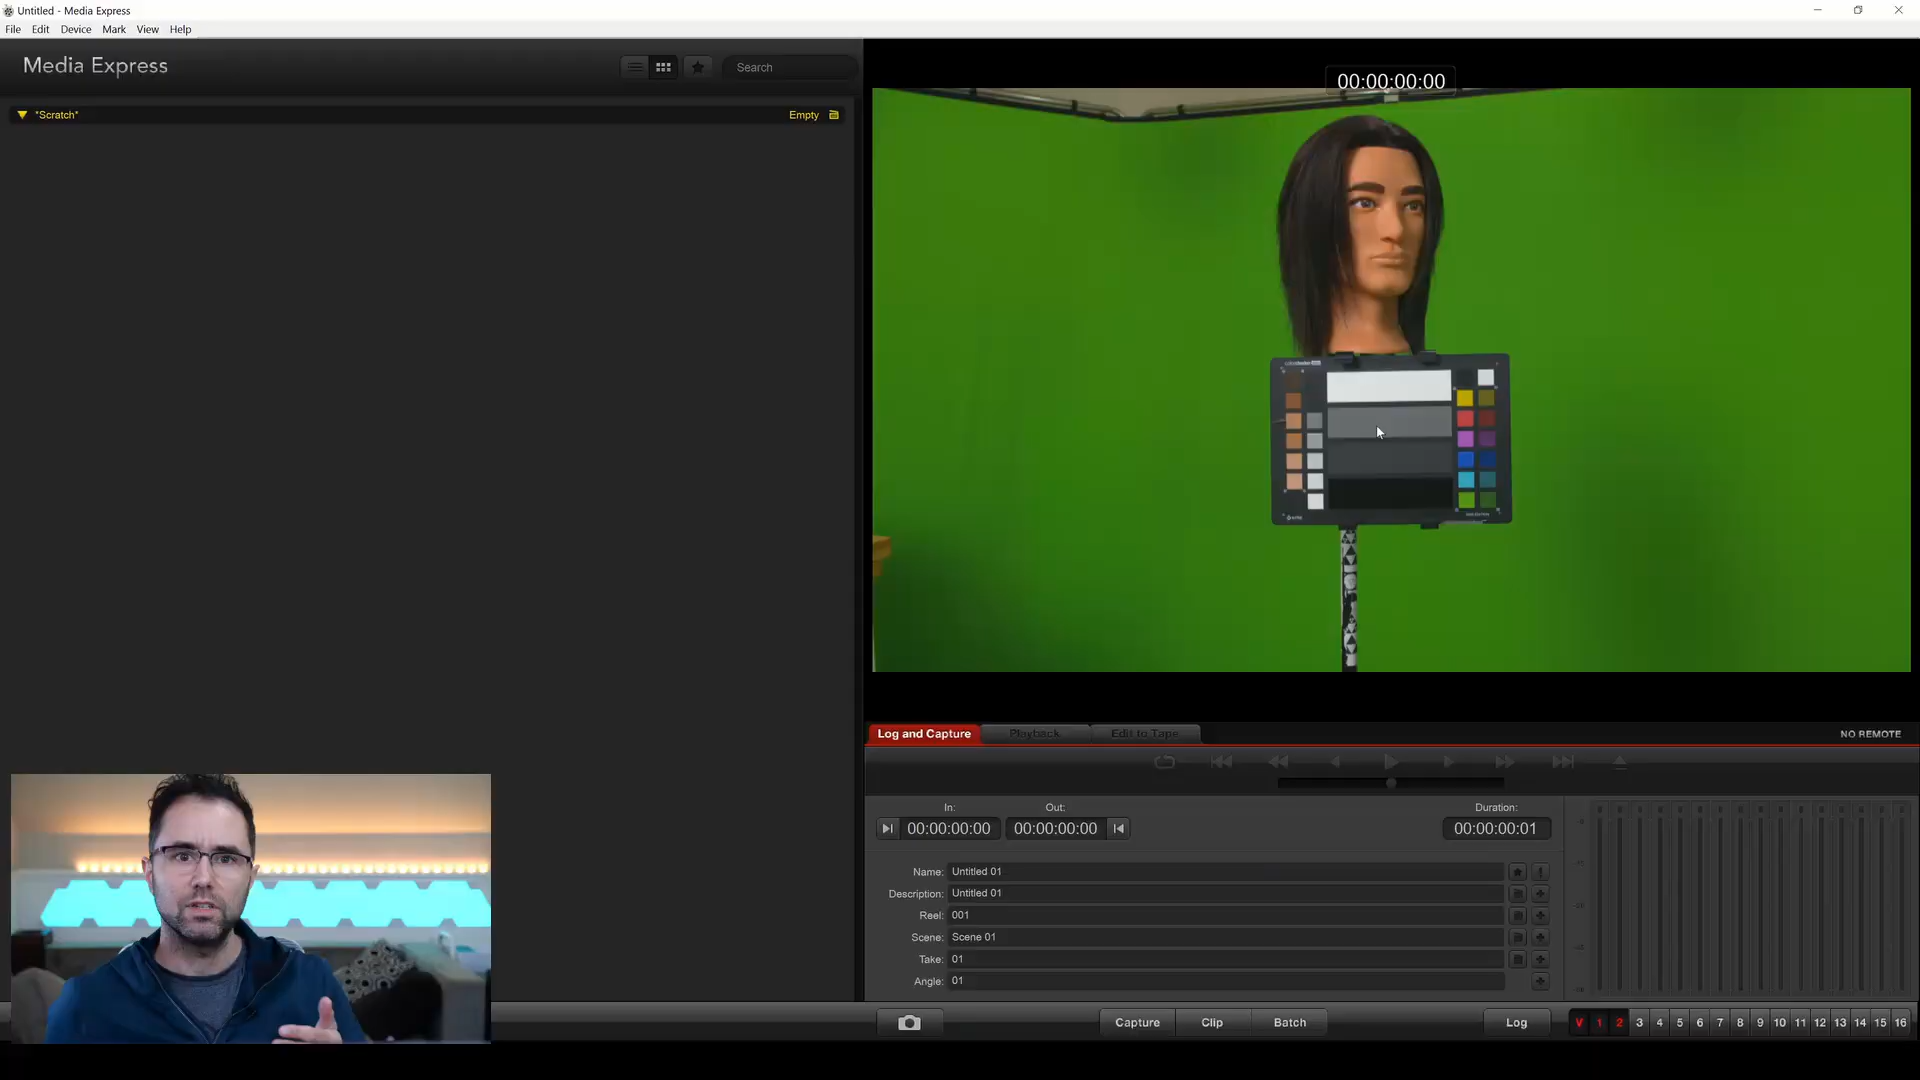 Untitled - Media Express
File Edit Device Mark View Help
Media Express
Search
*Scratch*
Empty
00:00:00:00
Log and Capture
Playback
Edit to Tape
NO REMOTE
In:
Out:
Duration:
00:00:00:00
00:00:00:00
00:00:00:01
Name: Untitled 01
Description: Untitled 01
Reel: 001
Scene: Scene 01
Take: 01
Angle: 01
Capture
Clip
Batch
Log
V 1 2 3 4 5 6 7 8 9 10 11 12 13 14 15 16